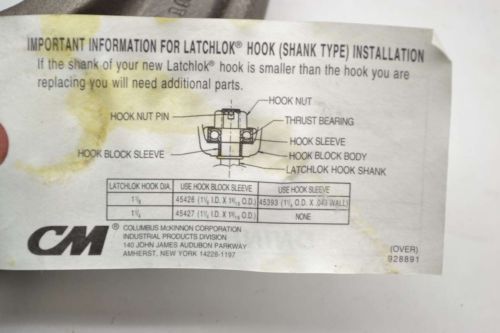 IMPORTANT INFORMATION FOR LATCHLOK® HOOK (SHANK TYPE) INSTALLATION
If the shank of your new Latchlok® hook is smaller than the hook you are
replacing you will need additional parts.
HOOK NUT
HOOK NUT PIN
THRUST BEARING
HOOK SLEEVE
HOOK BLOCK SLEEVE
HOOK BLOCK BODY
LATCHLOK HOOK SHANK
LATCHLOK HOOK DIA. USE HOOK BLOCK SLEEVE USE HOOK SLEEVE
45426 45393
45427 NONE
CM®
COLUMBUS McKINNON CORPORATION
INDUSTRIAL PRODUCTS DIVISION
140 JOHN JAMES AUDUBON PARKWAY
AMHERST, NEW YORK 14228-1197
(OVER)
928891